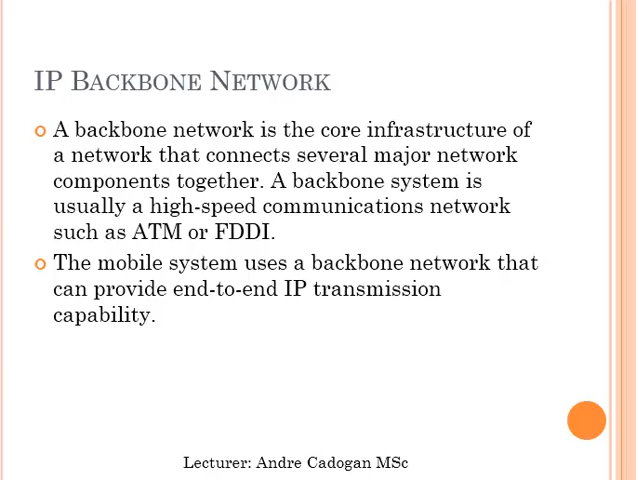 IP Backbone Network
A backbone network is the core infrastructure of
a network that connects several major network
components together. A backbone system is
usually a high-speed communications network
such as ATM or FDDI.
The mobile system uses a backbone network that
can provide end-to-end IP transmission
capability.
Lecturer: Andre Cadogan MSc